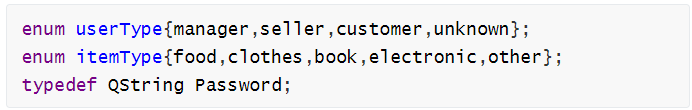 enum userType{manager,seller,customer,unknown};
enum itemType{food,clothes,book,electronic,other};
typedef QString Password;